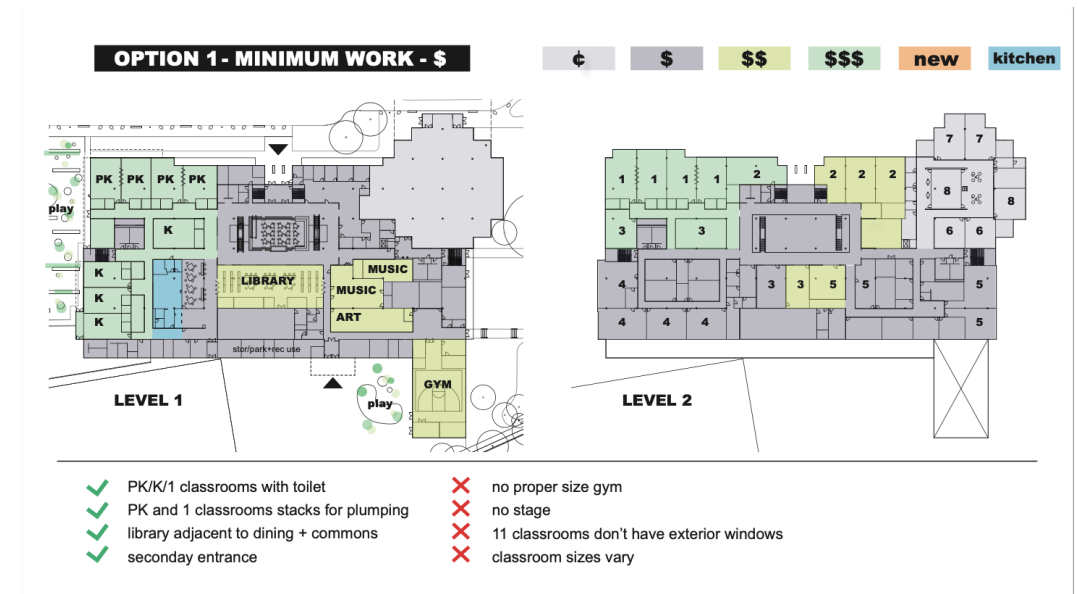 OPTION 1- MINIMUM WORK - $
¢ $ $$ $$$ new kitchen
PK PK PK PK
play
K
K
K
K
LIBRARY
MUSIC
MUSIC
ART
stor/park+rec use
GYM
play
LEVEL 1
7 7
1 1 1 1 2 2 2 2
8
8
3 3
6 6
4 3 3 5 5 5
4 4 4 5
LEVEL 2
PK/K/1 classrooms with toilet
PK and 1 classrooms stacks for plumping
library adjacent to dining + commons
seconday entrance
no proper size gym
no stage
11 classrooms don't have exterior windows
classroom sizes vary